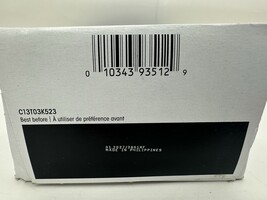 0 10343 93512 9
C13T03K523
Best before | À utiliser de préférence avant
MADE IN PHILIPPINES